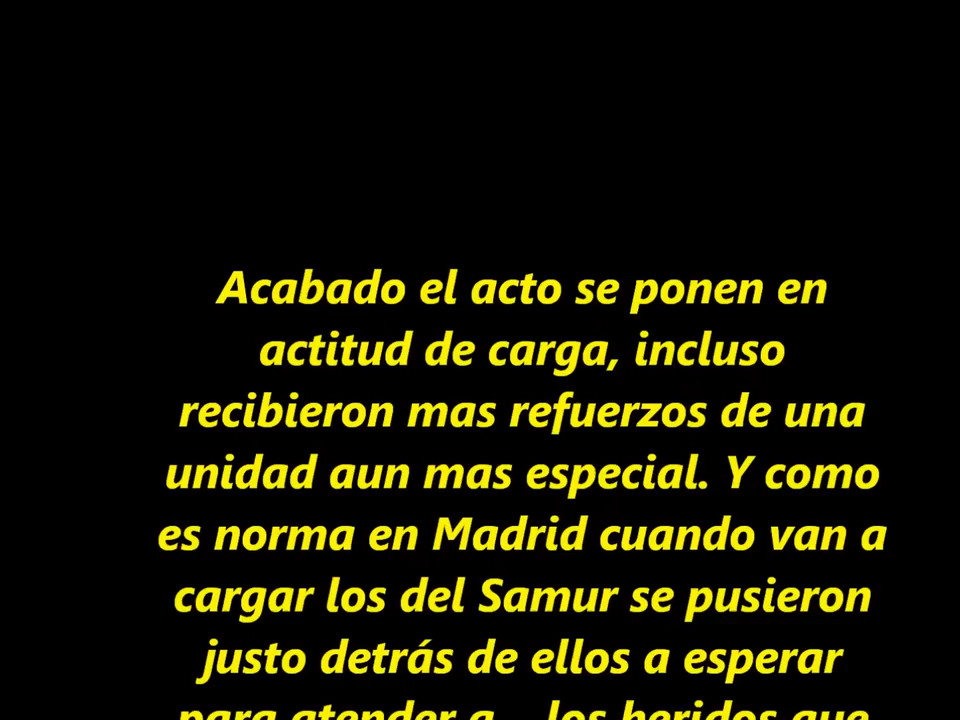 Acabado el acto se ponen en
actitud de carga, incluso
recibieron mas refuerzos de una
unidad aun mas especial. Y como
es norma en Madrid cuando van a
cargar los del Samur se pusieron
justo detrás de ellos a esperar
para atender a... los heridos que